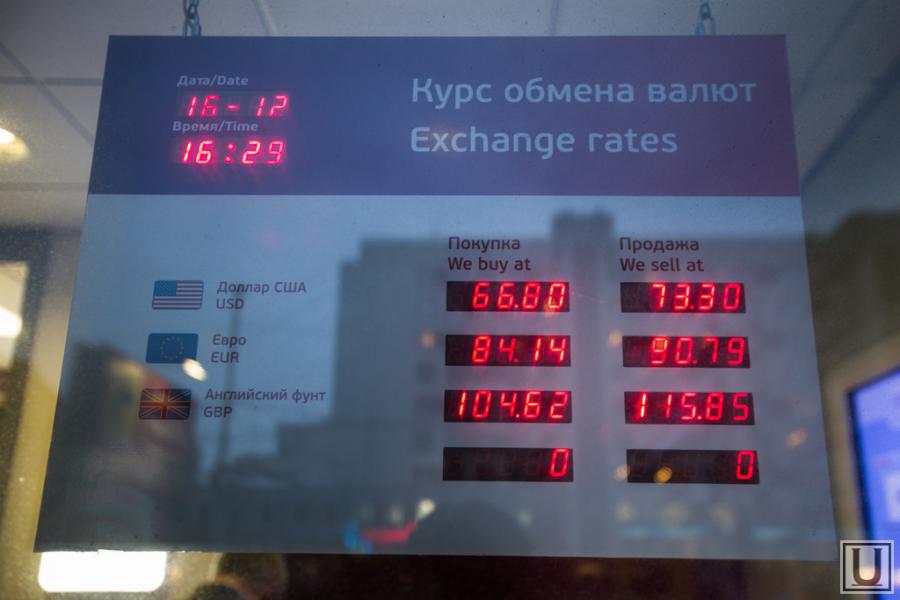 Дата/Date
16-12
Время/Time
16:29
Курс обмена валют
Exchange rates
Покупка
We buy at
Продажа
We sell at
Доллар США
USD
66.80
73.30
Евро
EUR
84.14
90.79
Английский фунт
GBP
104.62
115.85
0
0
U